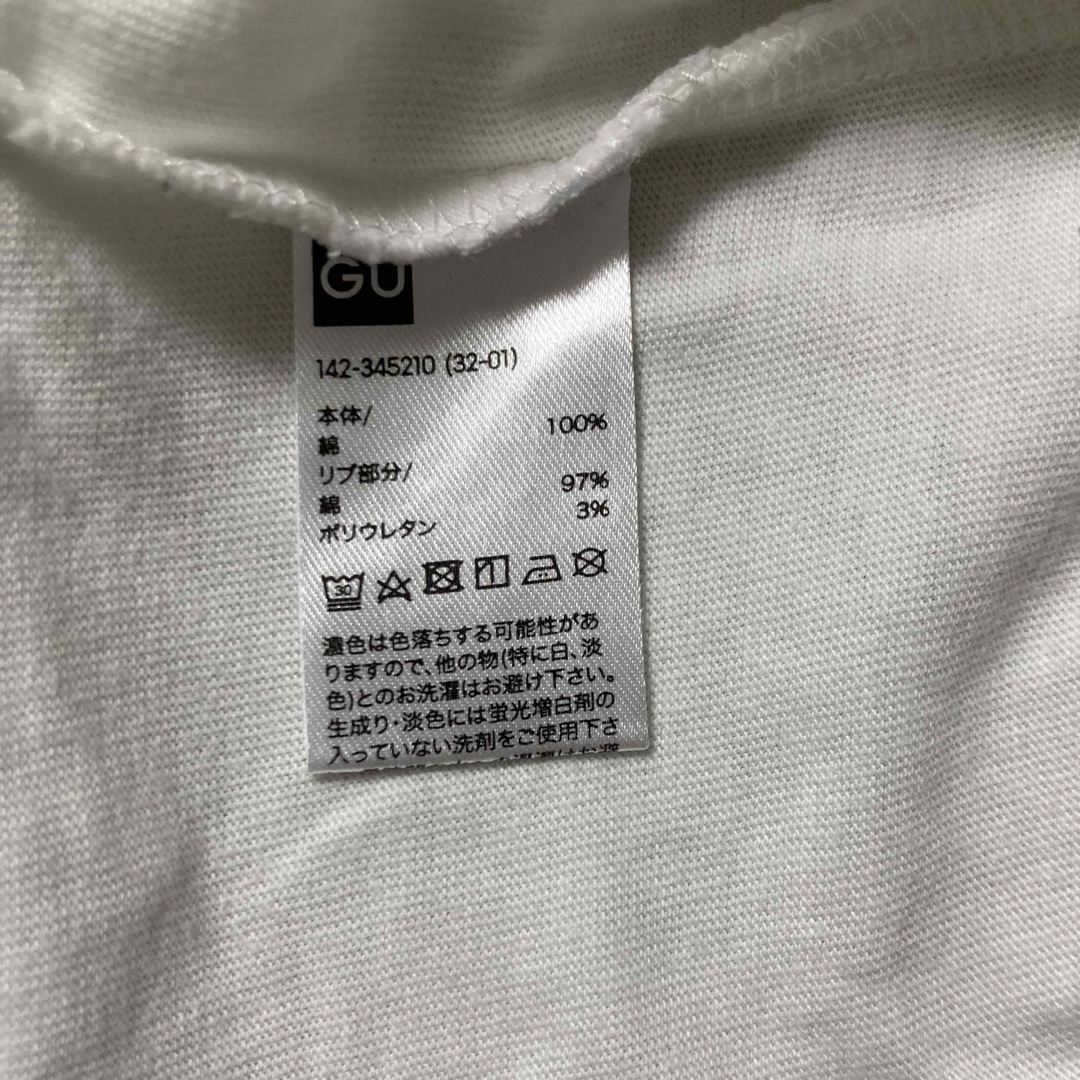 GU
142-345210 (32-01)
本体/
綿 100%
リブ部分/
綿 97%
ポリウレタン 3%
30
濃色は色落ちする可能性があ
りますので、他の物(特に白、淡
色)とのお洗濯はお避け下さい。
生成り・淡色には蛍光増白剤の
入っていない洗剤をご使用下さ